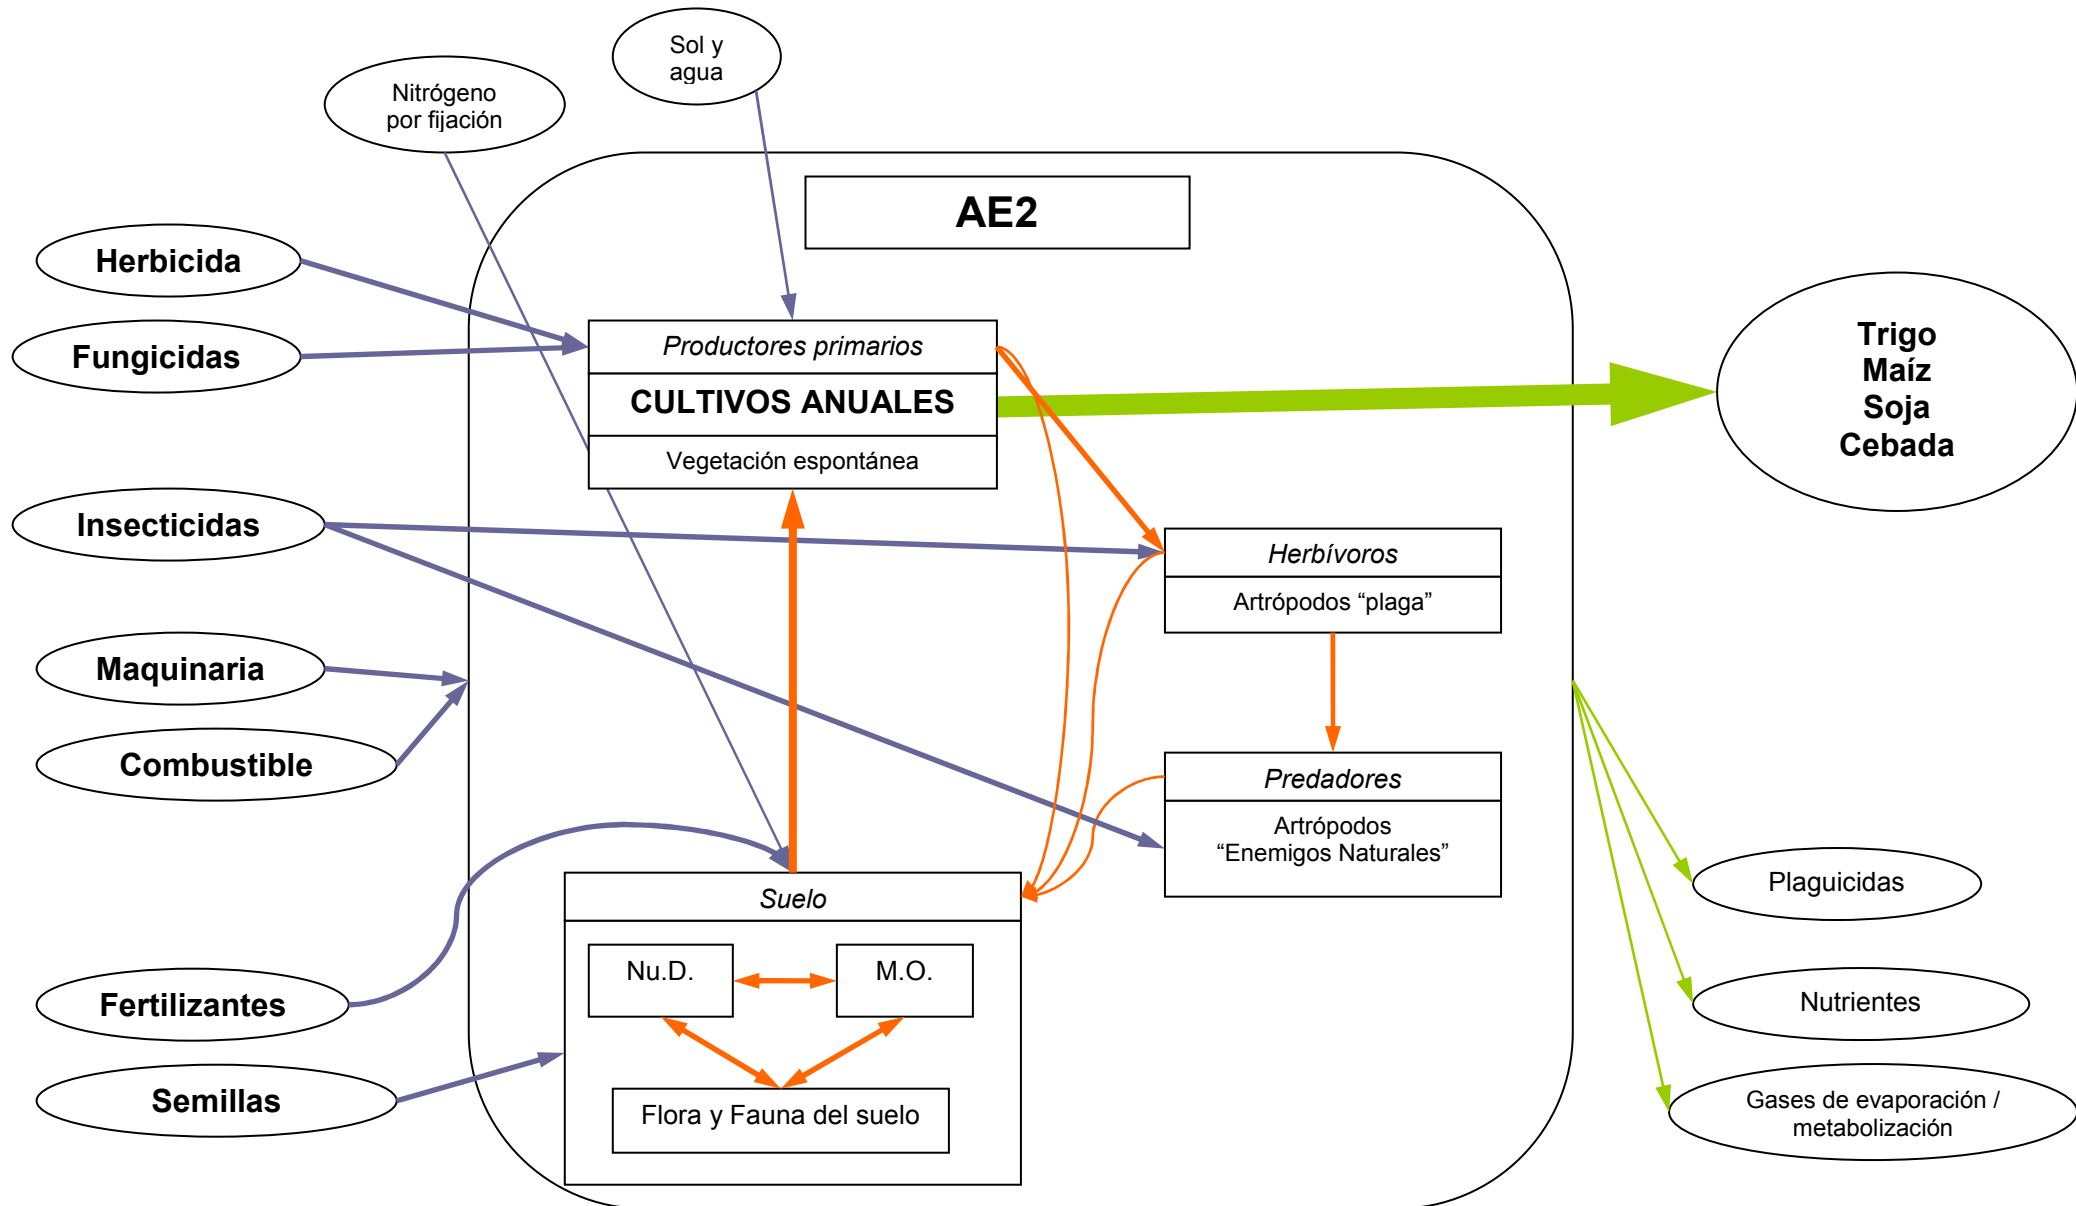 Sol y
agua
Nitrógeno
por fijación
AE2
Herbicida
Fungicidas
Productores primarios
CULTIVOS ANUALES
Vegetación espontánea
Trigo
Maíz
Soja
Cebada
Insecticidas
Herbívoros
Artrópodos “plaga”
Maquinaria
Combustible
Predadores
Artrópodos
“Enemigos Naturales”
Plaguicidas
Suelo
Nu.D.
M.O.
Fertilizantes
Nutrientes
Semillas
Flora y Fauna del suelo
Gases de evaporación /
metabolización